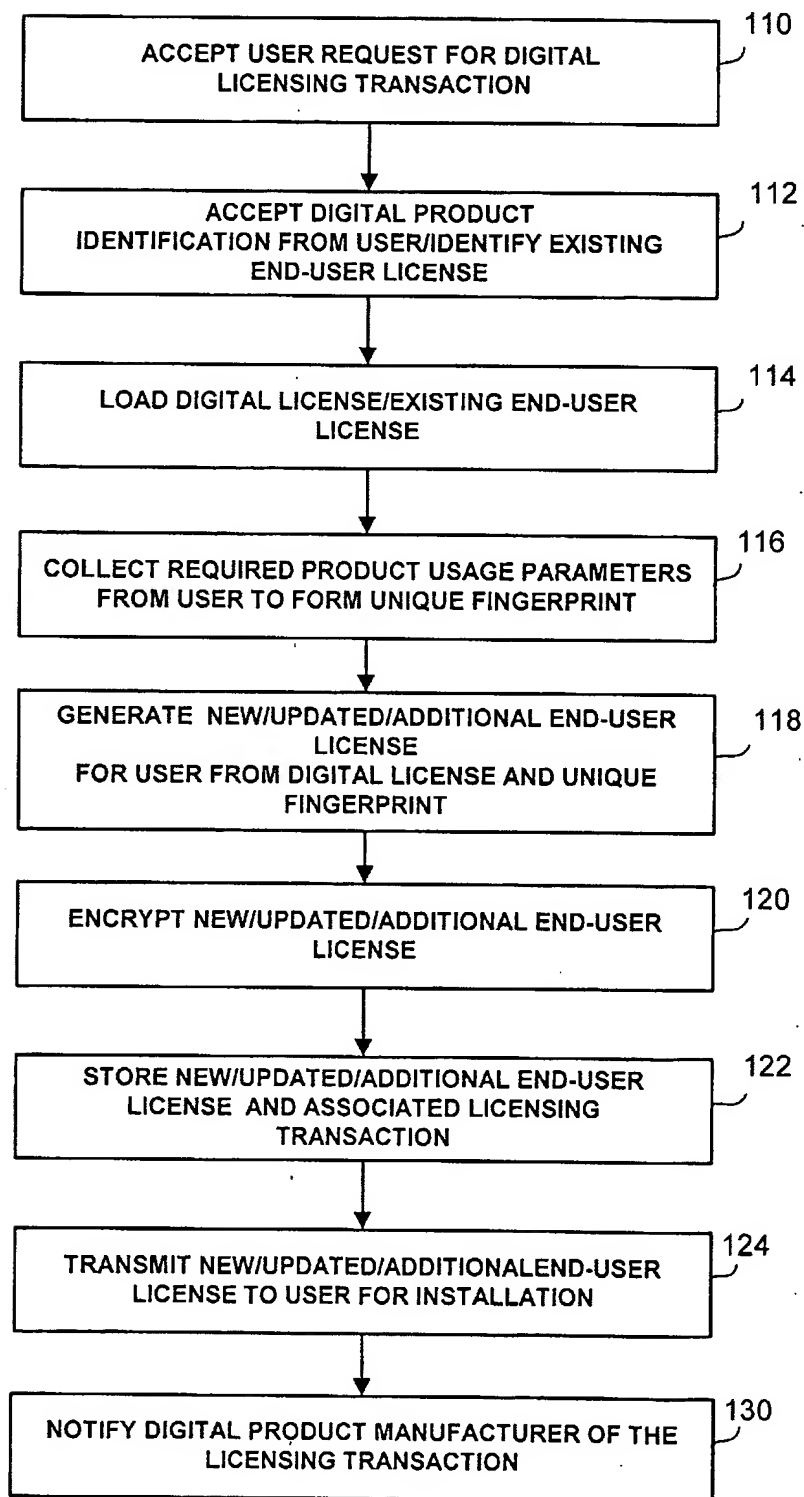 110
ACCEPT USER REQUEST FOR DIGITAL
LICENSING TRANSACTION
112
ACCEPT DIGITAL PRODUCT
IDENTIFICATION FROM USER/IDENTIFY EXISTING
END-USER LICENSE
114
LOAD DIGITAL LICENSE/EXISTING END-USER
LICENSE
116
COLLECT REQUIRED PRODUCT USAGE PARAMETERS
FROM USER TO FORM UNIQUE FINGERPRINT
118
GENERATE NEW/UPDATED/ADDITIONAL END-USER
LICENSE
FOR USER FROM DIGITAL LICENSE AND UNIQUE
FINGERPRINT
120
ENCRYPT NEW/UPDATED/ADDITIONAL END-USER
LICENSE
122
STORE NEW/UPDATED/ADDITIONAL END-USER
LICENSE AND ASSOCIATED LICENSING
TRANSACTION
124
TRANSMIT NEW/UPDATED/ADDITIONALEND-USER
LICENSE TO USER FOR INSTALLATION
130
NOTIFY DIGITAL PRODUCT MANUFACTURER OF THE
LICENSING TRANSACTION